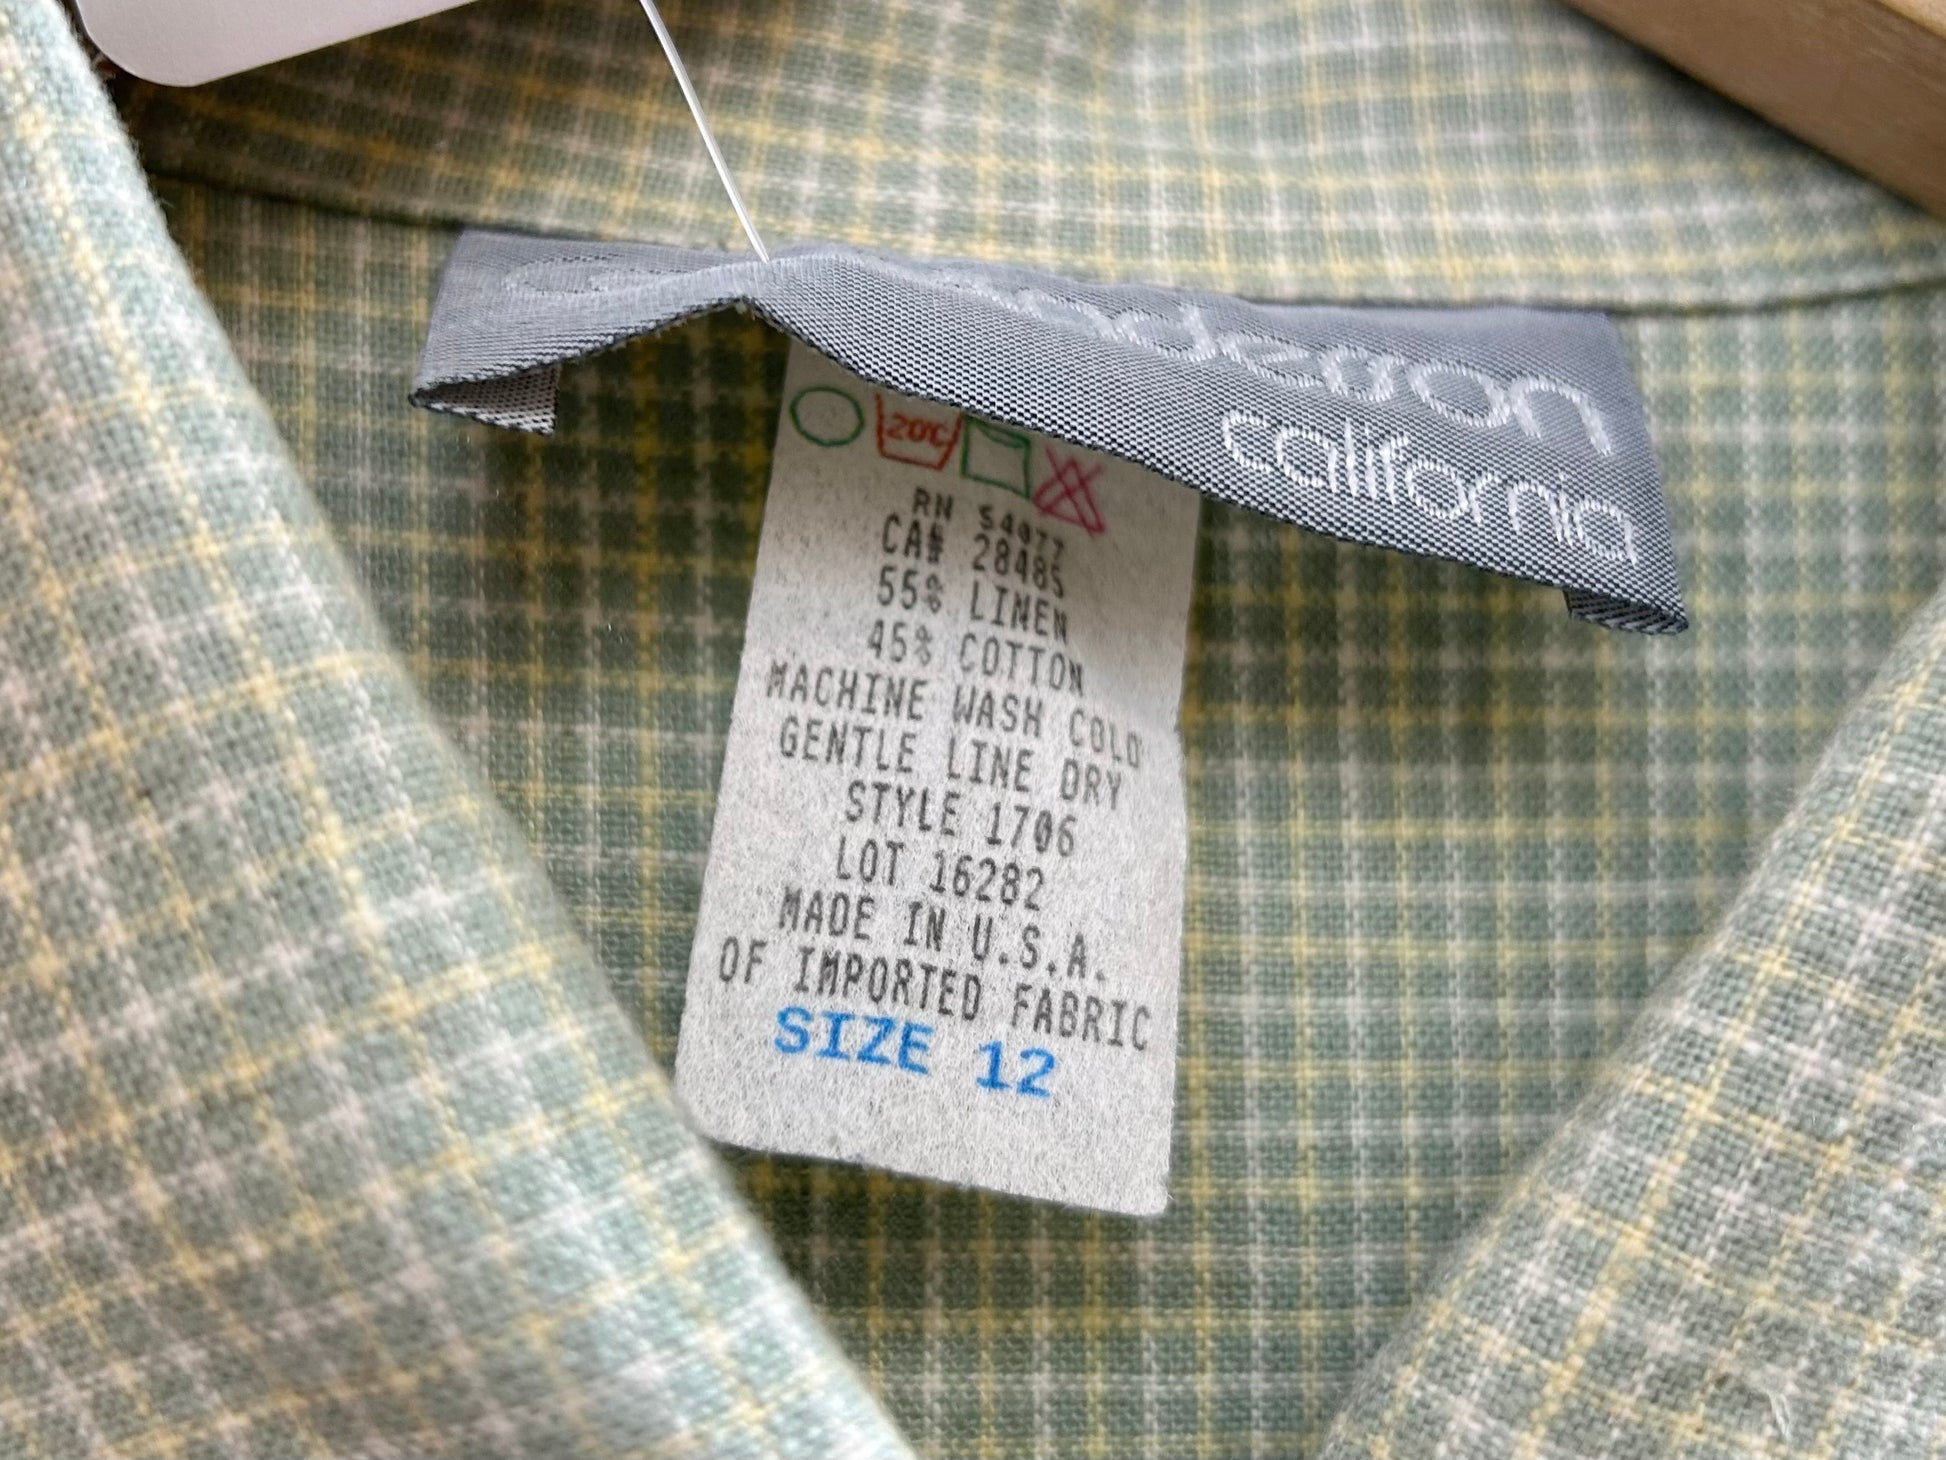 california
20°C
RN 54077
CA# 28485
55% LINEN
45% COTTON
MACHINE WASH COLD
GENTLE LINE DRY
STYLE 1706
LOT 16282
MADE IN U.S.A.
OF IMPORTED FABRIC
SIZE 12